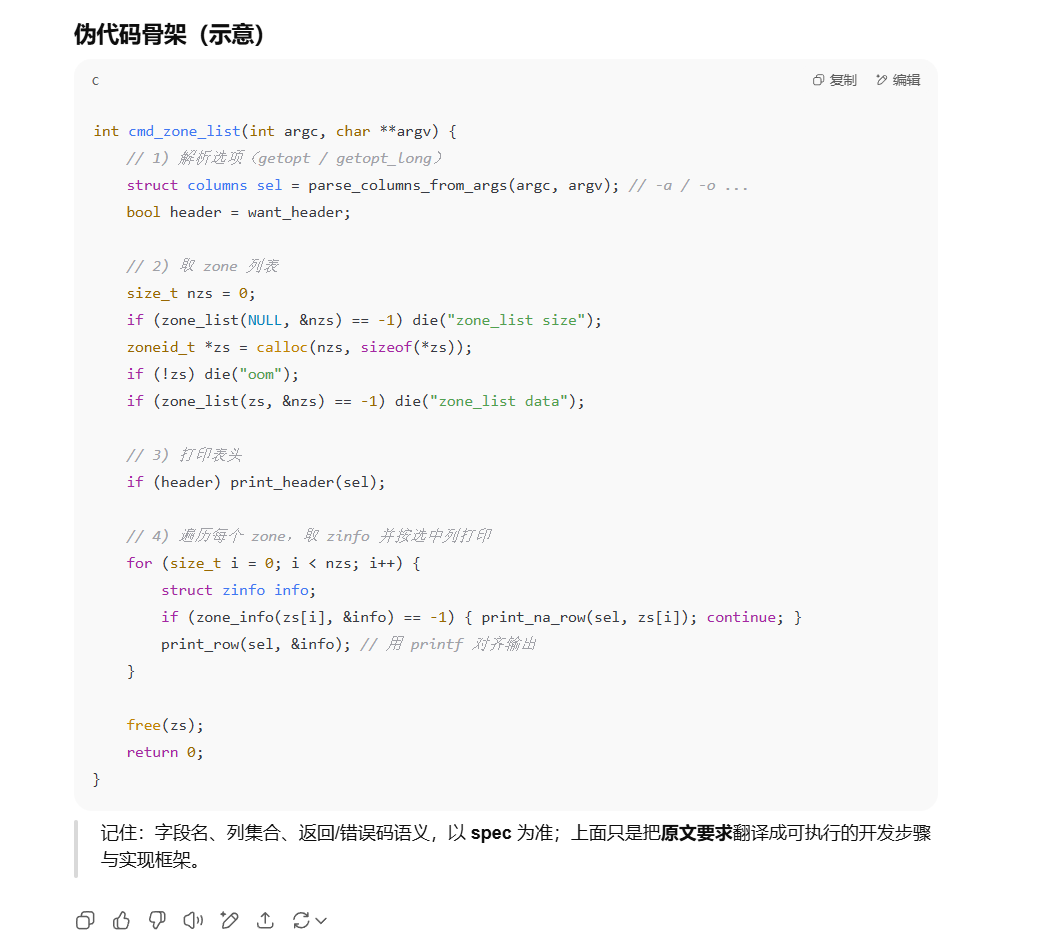 伪代码骨架（示意）
C
复制
编辑
int cmd_zone_list(int argc, char **argv) {
// 1) 解析选项（getopt / getopt_long）
struct columns sel = parse_columns_from_args(argc, argv); // -a / -o ...
bool header = want_header;
// 2) 取 zone 列表
size_t nzs = 0;
if (zone_list(NULL, &nzs) == -1) die("zone_list size");
zoneid_t *zs = calloc(nzs, sizeof(*zs));
if (!zs) die("oom");
if (zone_list(zs, &nzs) == -1) die("zone_list data");
// 3) 打印表头
if (header) print_header(sel);
// 4) 遍历每个 zone，取 zinfo 并按选中列打印
for (size_t i = 0; i < nzs; i++) {
struct zinfo info;
if (zone_info(zs[i], &info) == -1) { print_na_row(sel, zs[i]); continue; }
print_row(sel, &info); // 用 printf 对齐输出
}
free(zs);
return 0;
}
记住：字段名、列集合、返回/错误码语义，以 spec 为准；上面只是把原文要求翻译成可执行的开发步骤
与实现框架。